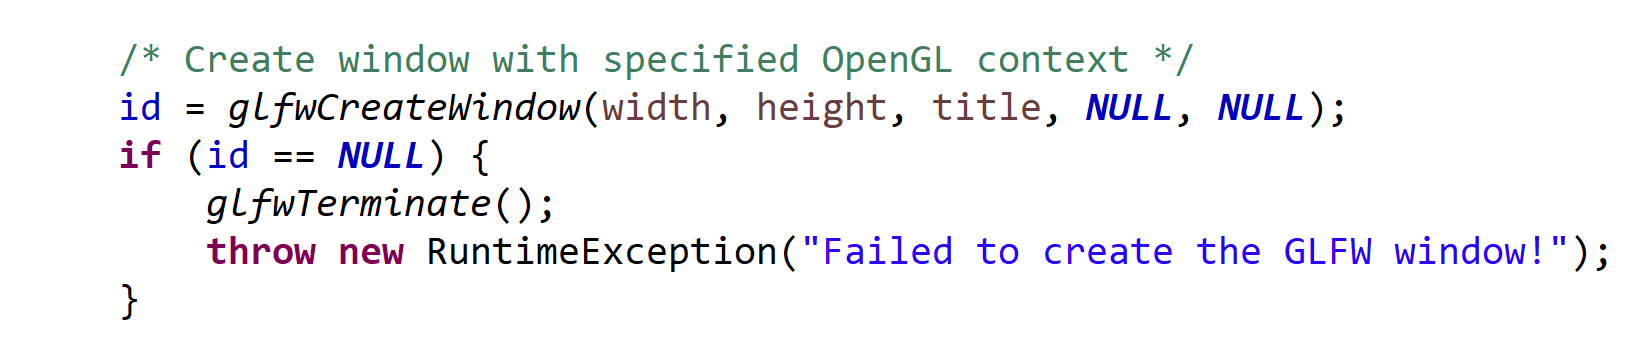 /* Create window with specified OpenGL context */
id = glfwCreateWindow(width, height, title, NULL, NULL);
if (id == NULL) {
    glfwTerminate();
    throw new RuntimeException("Failed to create the GLFW window!");
}